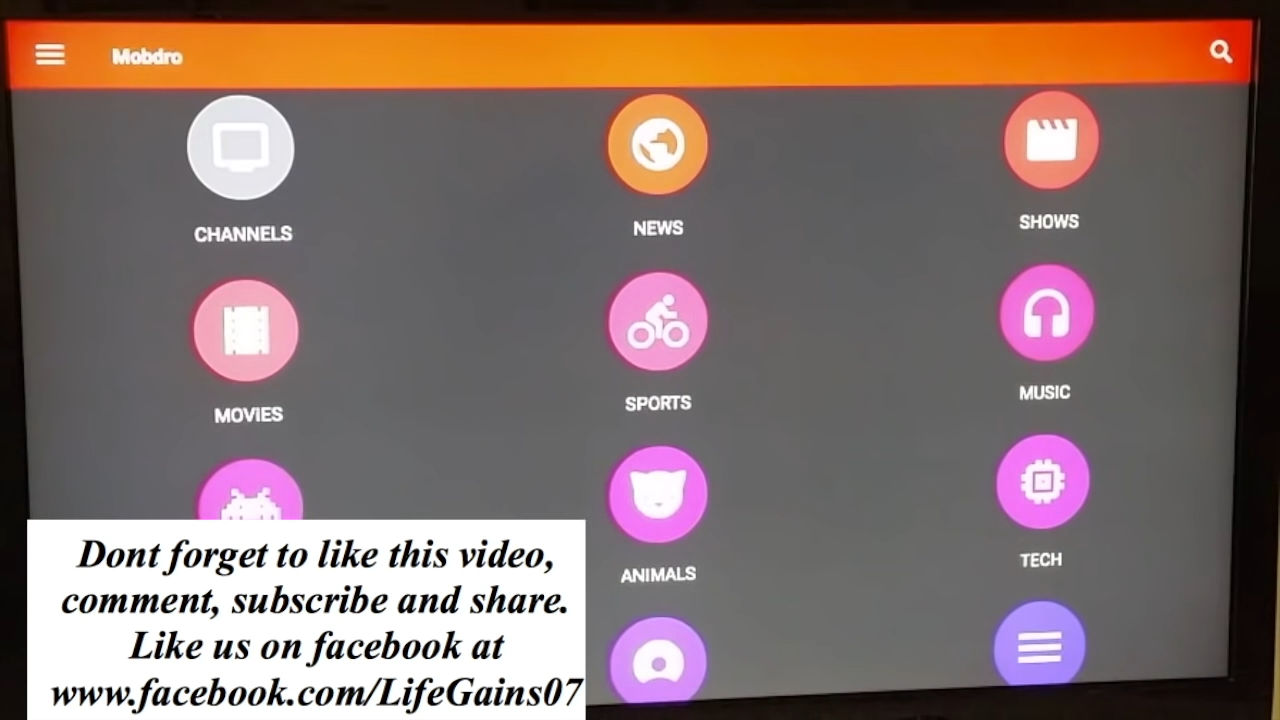 Mobdro
CHANNELS
NEWS
SHOWS
MOVIES
SPORTS
MUSIC
ANIMALS
TECH
Dont forget to like this video,
comment, subscribe and share.
Like us on facebook at
www.facebook.com/LifeGains07